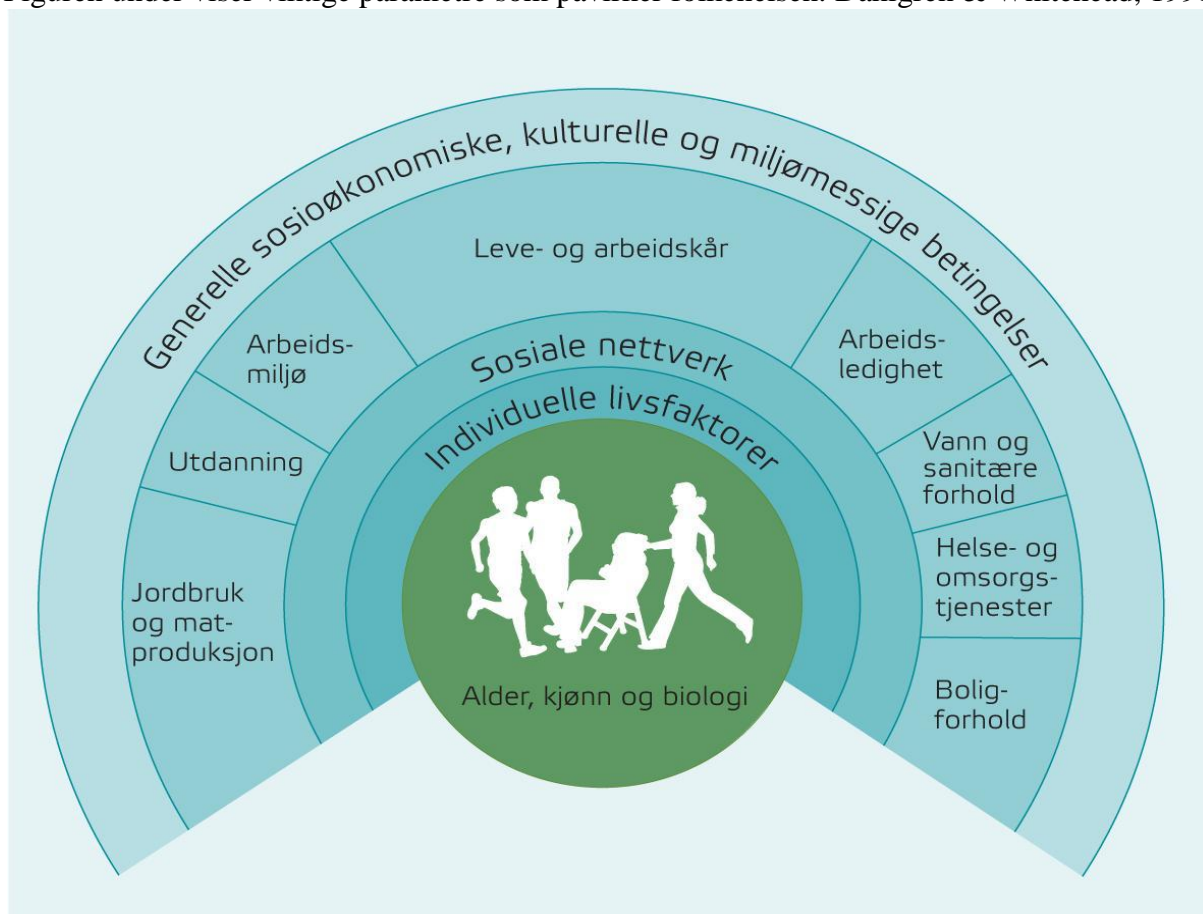 Generelle sosioøkonomiske, kulturelle og miljømessige betingelser
Leve- og arbeidskår
Arbeids-
miljø
Arbeids-
ledighet
Sosiale nettverk
Individuelle livsfaktorer
Utdanning
Vann og
sanitære
forhold
Jordbruk
og mat-
produksjon
Helse- og
omsorgs-
tjenester
Bolig-
forhold
Alder, kjønn og biologi